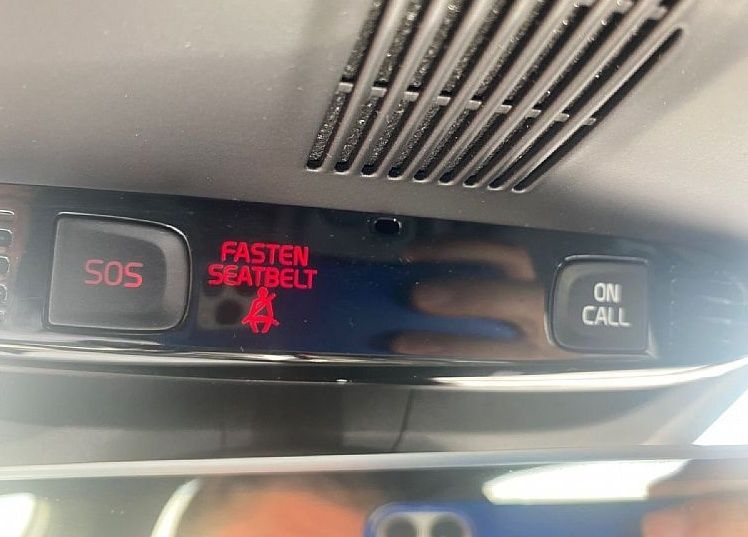 SOS
FASTEN
SEATBELT
ON
CALL